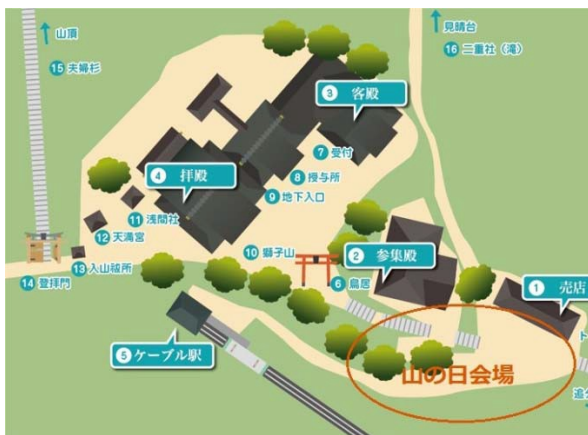 山頂
⑮ 夫婦杉
見晴台
⑯ 二重社(滝)
③ 客殿
⑦ 受付
⑧ 授与所
④ 拝殿
⑨ 地下入口
⑪ 浅間社
⑫ 天満宮
⑬ 入山祓所
⑭ 登拝門
⑩ 獅子山
② 参集殿
⑥ 鳥居
① 売店
⑤ ケーブル駅
山の日会場
ト
追分